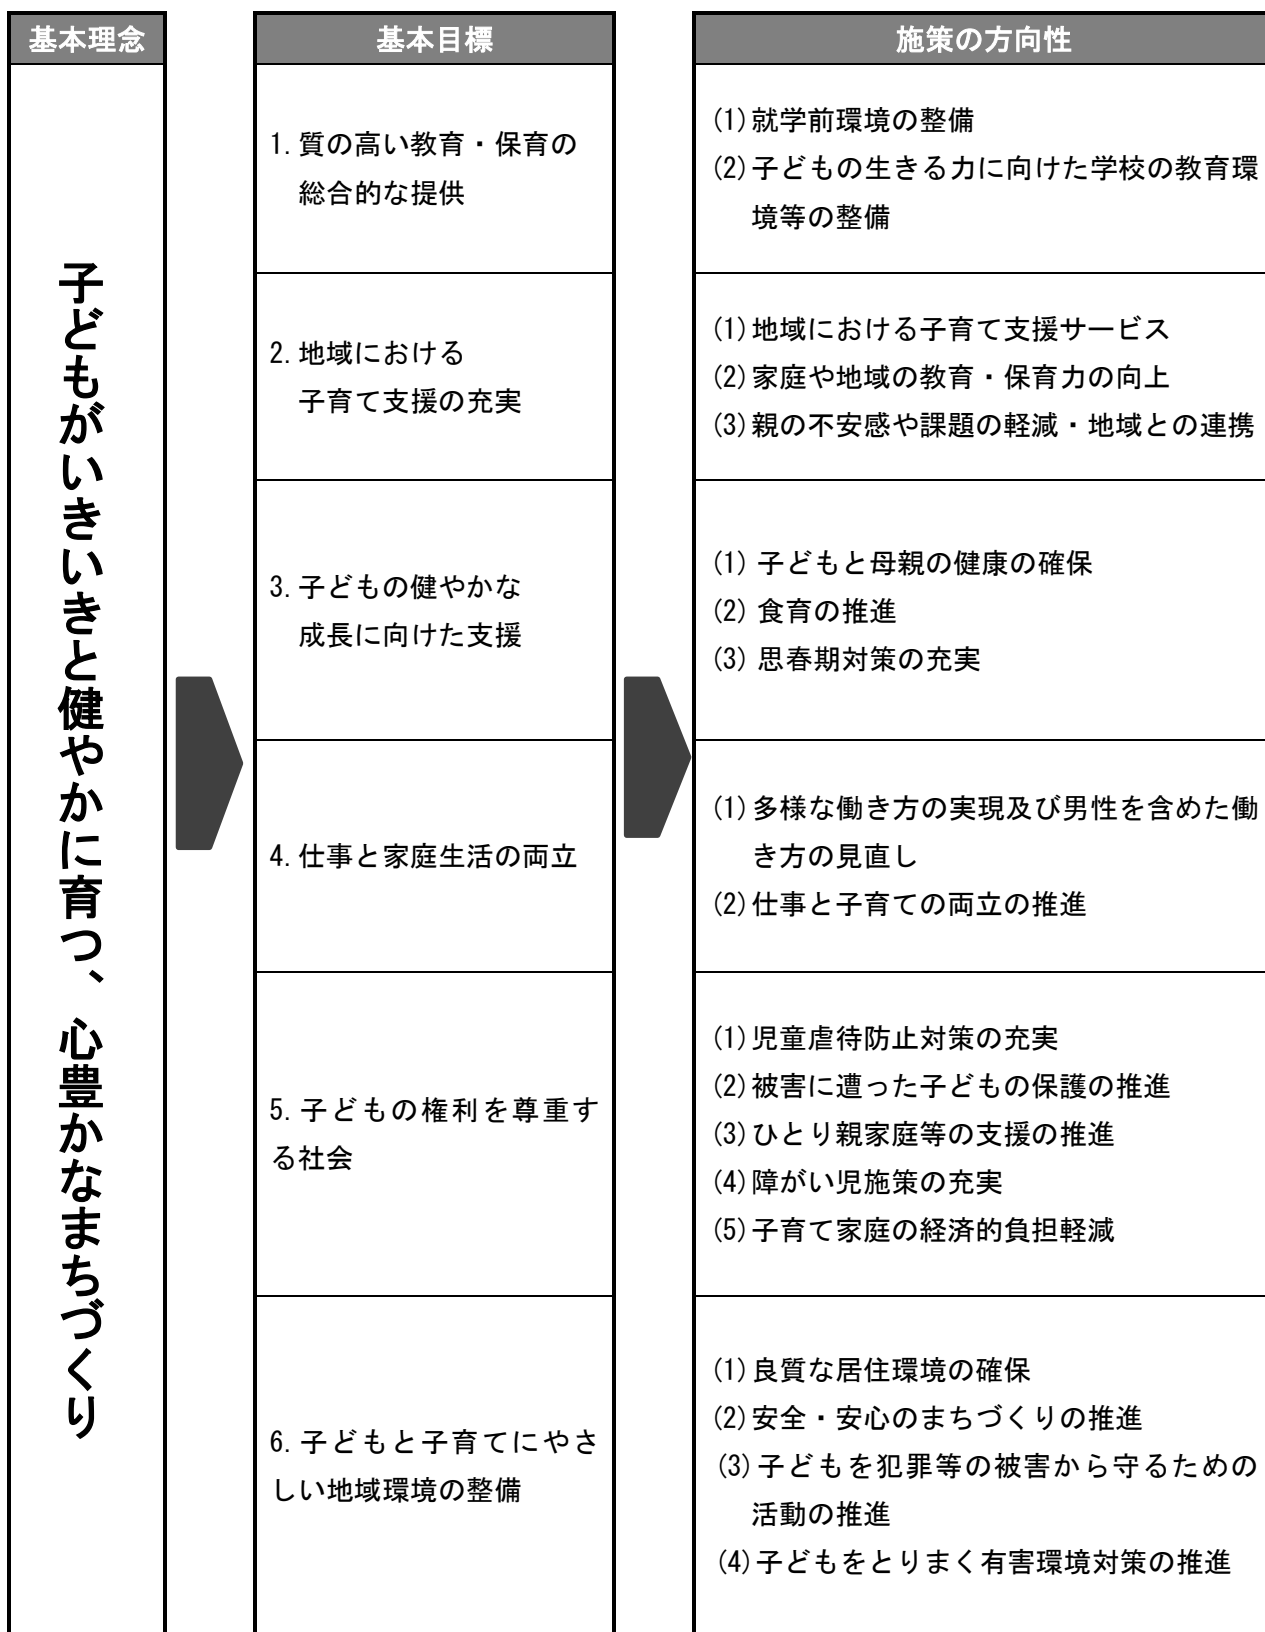 基本理念
子どもがいきいきと健やかに育つ、心豊かなまちづくり
基本目標
1.質の高い教育・保育の
総合的な提供
2.地域における
子育て支援の充実
3.子どもの健やかな
成長に向けた支援
4.仕事と家庭生活の両立
5.子どもの権利を尊重す
る社会
6.子どもと子育てにやさ
しい地域環境の整備
施策の方向性
(1)就学前環境の整備
(2)子どもの生きる力に向けた学校の教育環
境等の整備
(1)地域における子育て支援サービス
(2)家庭や地域の教育・保育力の向上
(3)親の不安感や課題の軽減・地域との連携
(1) 子どもと母親の健康の確保
(2) 食育の推進
(3) 思春期対策の充実
(1)多様な働き方の実現及び男性を含めた働
き方の見直し
(2)仕事と子育ての両立の推進
(1)児童虐待防止対策の充実
(2)被害に遭った子どもの保護の推進
(3)ひとり親家庭等の支援の推進
(4)障がい児施策の充実
(5)子育て家庭の経済的負担軽減
(1)良質な居住環境の確保
(2)安全・安心のまちづくりの推進
(3)子どもを犯罪等の被害から守るための
活動の推進
(4)子どもをとりまく有害環境対策の推進